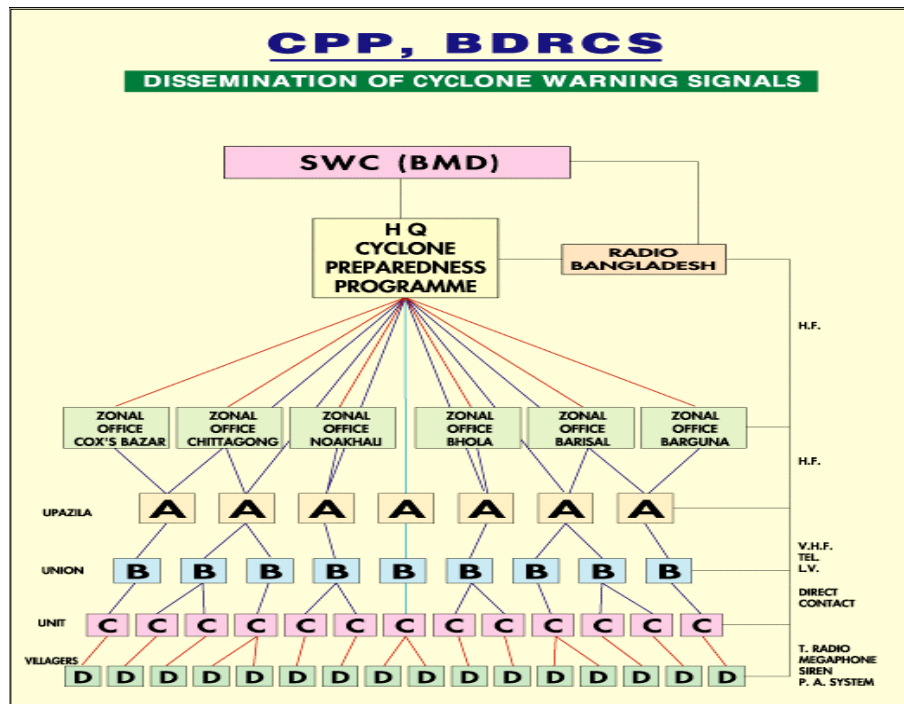 CPP, BDRCS
DISSEMINATION OF CYCLONE WARNING SIGNALS
SWC (BMD)
H Q
CYCLONE
PREPAREDNESS
PROGRAMME
RADIO
BANGLADESH
H.F.
ZONAL
OFFICE
COX'S BAZAR
ZONAL
OFFICE
CHITTAGONG
ZONAL
OFFICE
NOAKHALI
ZONAL
OFFICE
BHOLA
ZONAL
OFFICE
BARISAL
ZONAL
OFFICE
BARGUNA
H.F.
UPAZILA A A A A A A A
UNION B B B B B B B B B
V.H.F.
TEL.
L.V.
DIRECT
CONTACT
UNIT C C C C C C C C C C C C C
VILLAGERS D D D D D D D D D D D D D D D
T. RADIO
MEGAPHONE
SIREN
P. A. SYSTEM